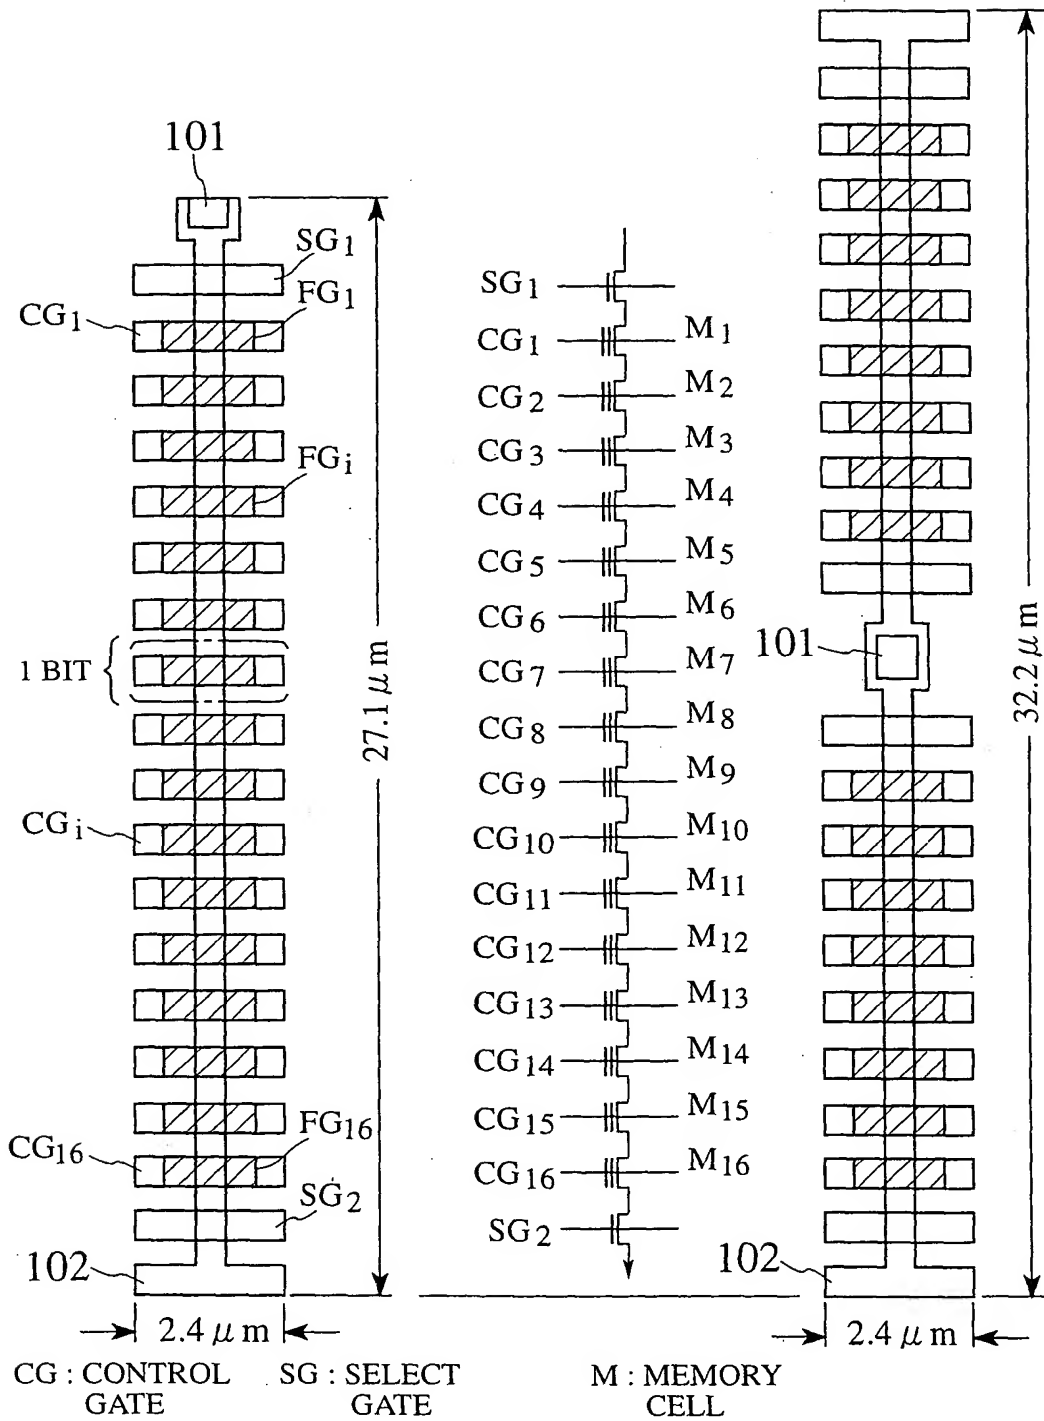 101
SG1
FG1
CG1
FGi
1 BIT
CGi
CG16
FG16
SG2
102
27.1 μm
2.4 μm
SG1
CG1 M1
CG2 M2
CG3 M3
CG4 M4
CG5 M5
CG6 M6
CG7 M7
CG8 M8
CG9 M9
CG10 M10
CG11 M11
CG12 M12
CG13 M13
CG14 M14
CG15 M15
CG16 M16
SG2
101
32.2 μm
102
2.4 μm
CG : CONTROL GATE
SG : SELECT GATE
M : MEMORY CELL